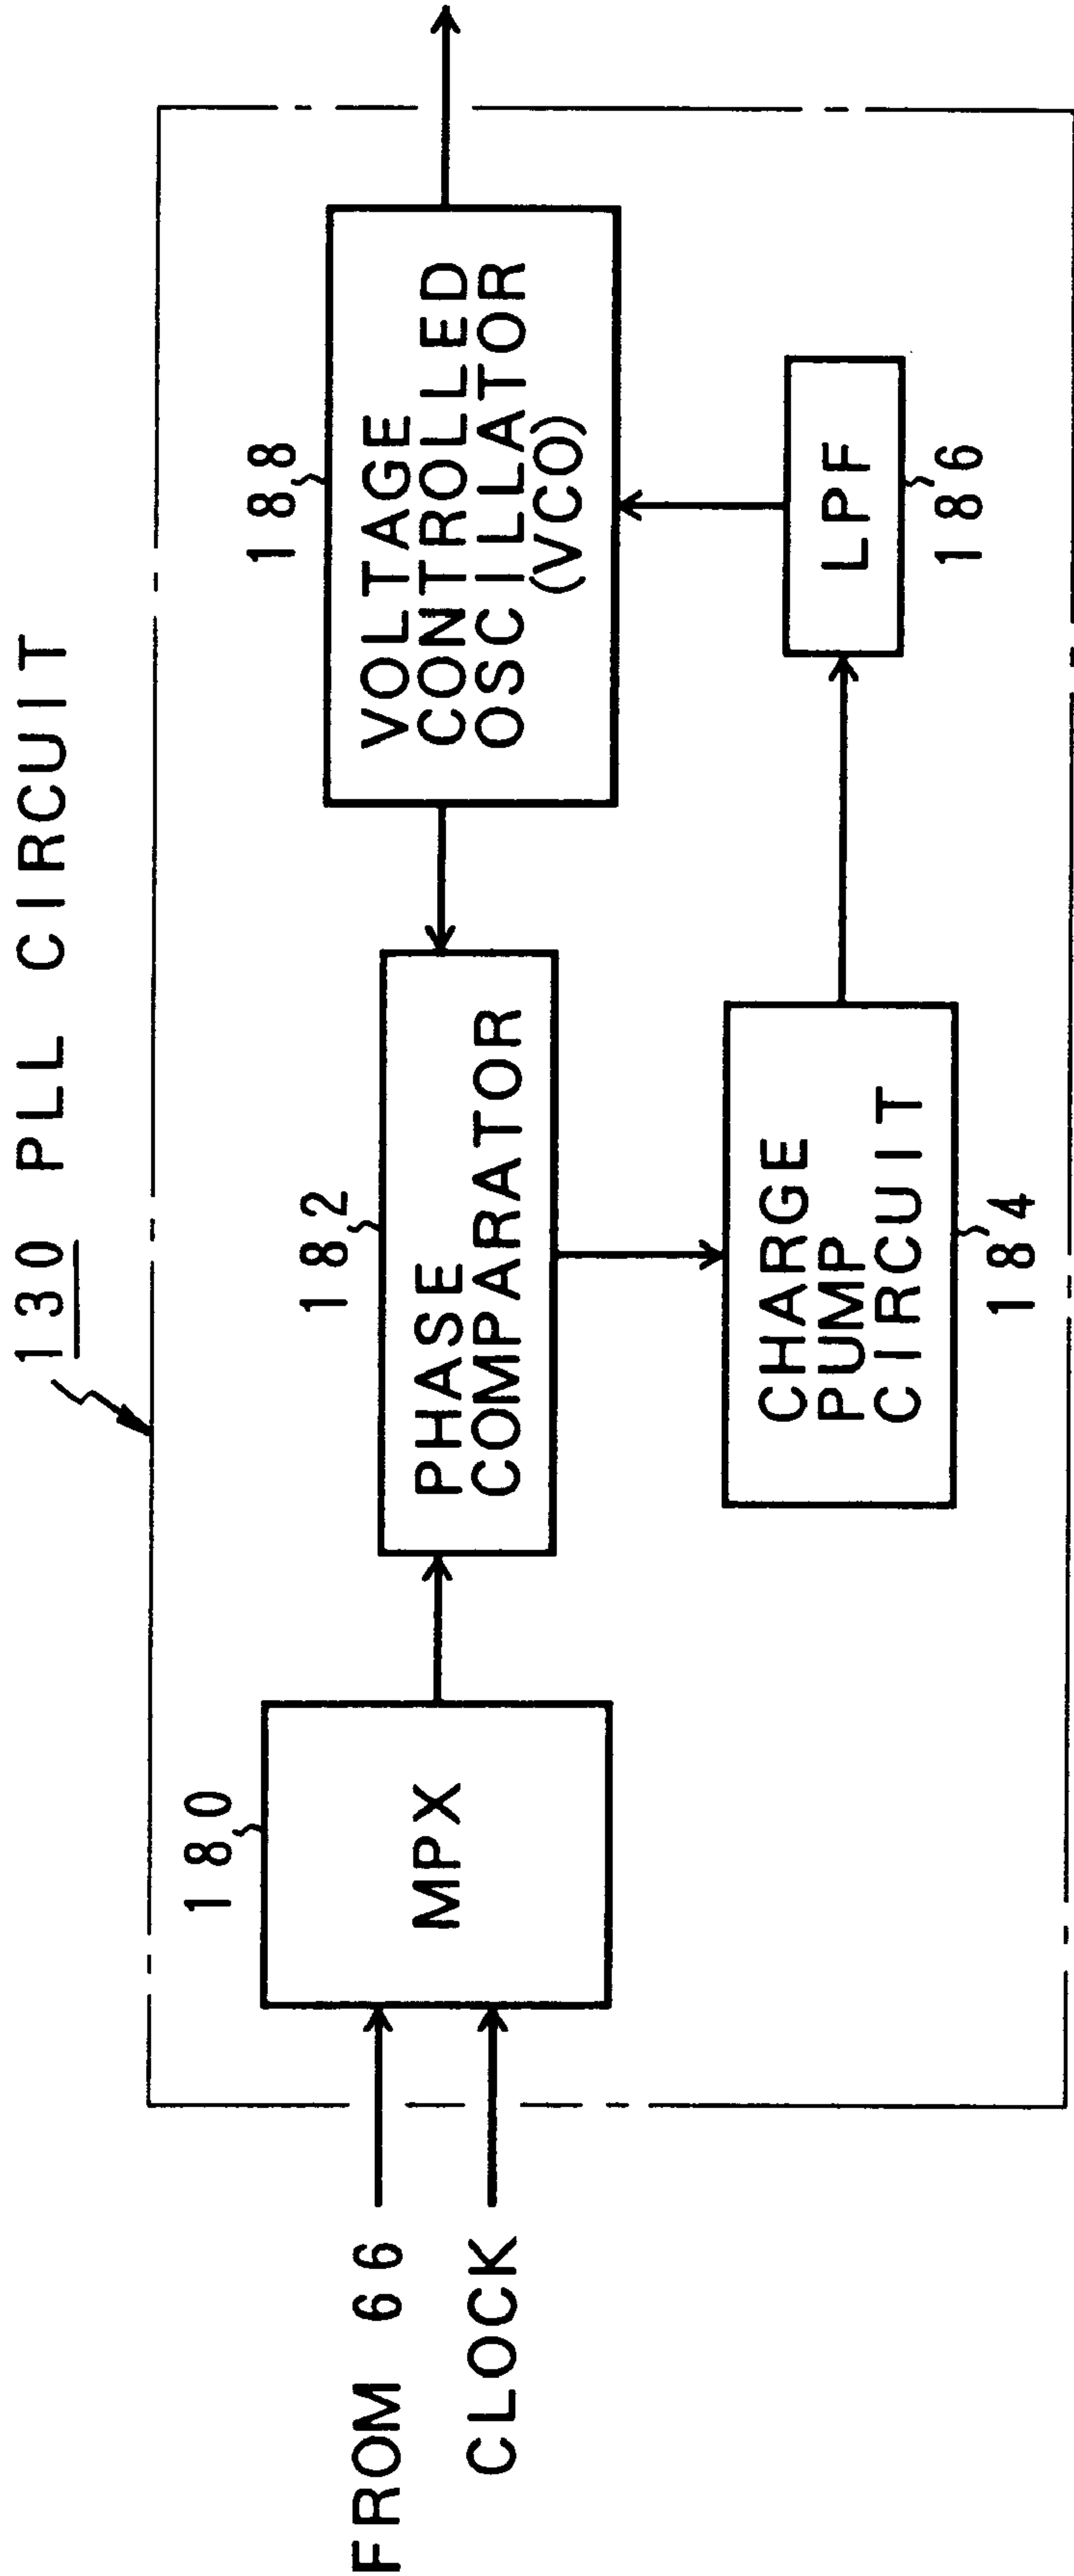 130 PLL CIRCUIT
188
VOLTAGE
CONTROLLED
OSCILLATOR
(VCO)
182
PHASE
COMPARATOR
180
MPX
FROM 66
CLOCK
CHARGE
PUMP
CIRCUIT
184
LPF
186